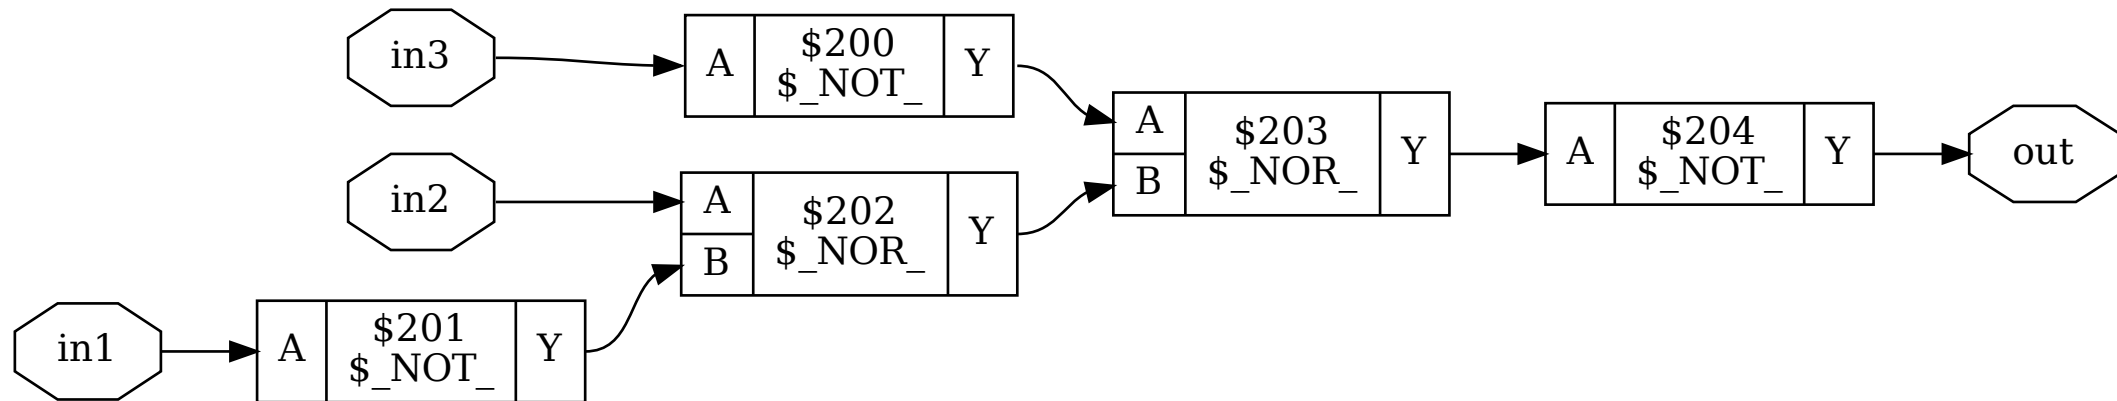 in3
A
$200
$_NOT_
Y
in2
A
B
$202
$_NOR_
Y
in1
A
$201
$_NOT_
Y
A
B
$203
$_NOR_
Y
A
$204
$_NOT_
Y
out